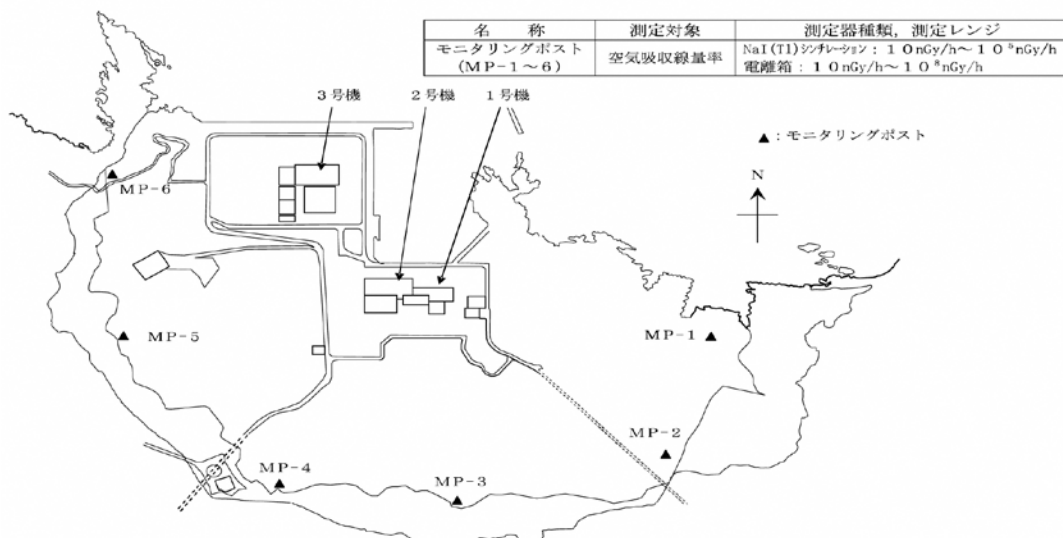 名　称 測定対象 測定器種類，測定レンジ
モニタリングポスト
(MP－1～6)
空気吸収線量率
NaI(Tl)シンチレーション：10nGy/h～10⁵nGy/h
電離箱：10nGy/h～10⁸nGy/h
3号機 2号機 1号機
▲：モニタリングポスト
N
MP-6
MP-5
MP-1
MP-2
MP-4
MP-3